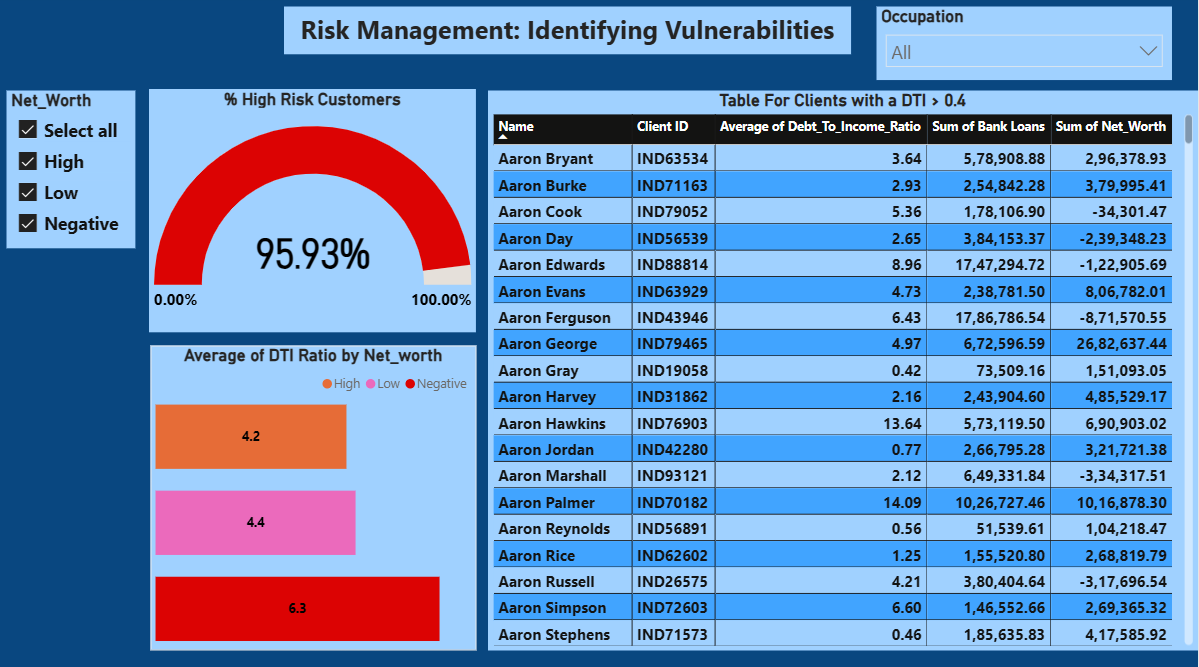 Risk Management: Identifying Vulnerabilities
Occupation
All
Net_Worth
Select all
High
Low
Negative
% High Risk Customers
95.93%
0.00%
100.00%
Average of DTI Ratio by Net_worth
High Low Negative
4.2
4.4
6.3
Table For Clients with a DTI > 0.4
Name Client ID Average of Debt_To_Income_Ratio Sum of Bank Loans Sum of Net_Worth
Aaron Bryant IND63534 3.64 5,78,908.88 2,96,378.93
Aaron Burke IND71163 2.93 2,54,842.28 3,79,995.41
Aaron Cook IND79052 5.36 1,78,106.90 -34,301.47
Aaron Day IND56539 2.65 3,84,153.37 -2,39,348.23
Aaron Edwards IND88814 8.96 17,47,294.72 -1,22,905.69
Aaron Evans IND63929 4.73 2,38,781.50 8,06,782.01
Aaron Ferguson IND43946 6.43 17,86,786.54 -8,71,570.55
Aaron George IND79465 4.97 6,72,596.59 26,82,637.44
Aaron Gray IND19058 0.42 73,509.16 1,51,093.05
Aaron Harvey IND31862 2.16 2,43,904.60 4,85,529.17
Aaron Hawkins IND76903 13.64 5,73,119.50 6,90,903.02
Aaron Jordan IND42280 0.77 2,66,795.28 3,21,721.38
Aaron Marshall IND93121 2.12 6,49,331.84 -3,34,317.51
Aaron Palmer IND70182 14.09 10,26,727.46 10,16,878.30
Aaron Reynolds IND56891 0.56 51,539.61 1,04,218.47
Aaron Rice IND62602 1.25 1,55,520.80 2,68,819.79
Aaron Russell IND26575 4.21 3,80,404.64 -3,17,696.54
Aaron Simpson IND72603 6.60 1,46,552.66 2,69,365.32
Aaron Stephens IND71573 0.46 1,85,635.83 4,17,585.92